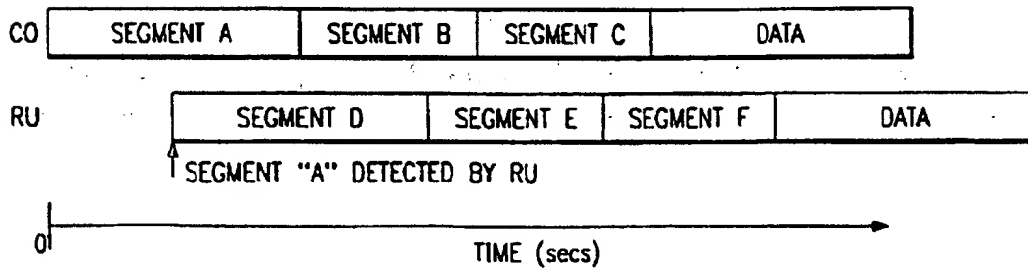 CO SEGMENT A SEGMENT B SEGMENT C DATA
RU SEGMENT D SEGMENT E SEGMENT F DATA
SEGMENT "A" DETECTED BY RU
0
TIME (secs)